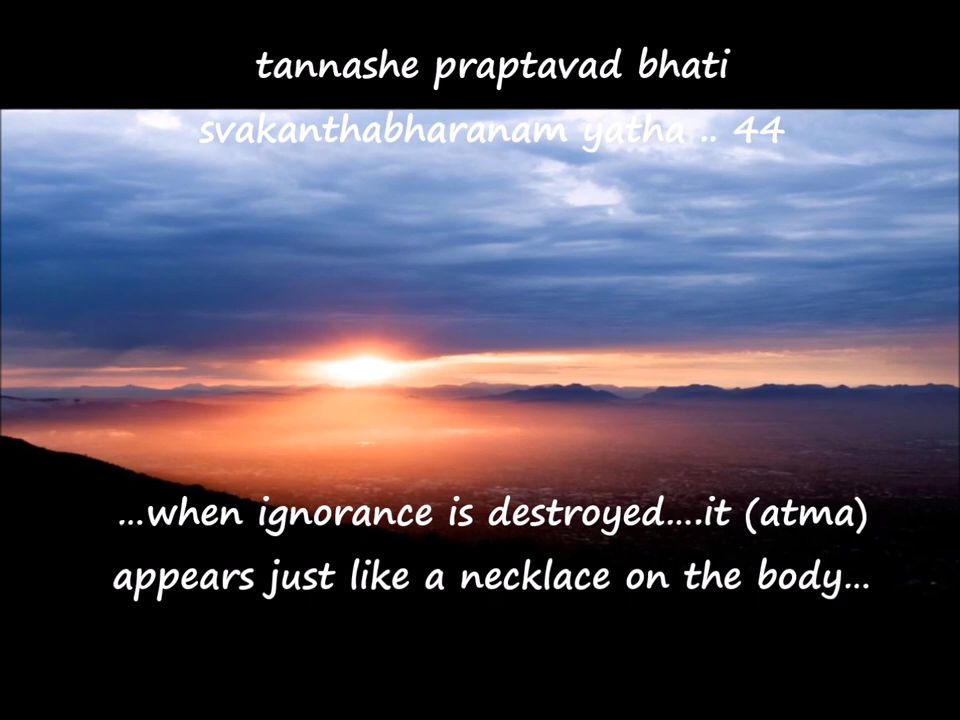 tannashe praptavad bhati
svakanthabharanam yatha .. 44
...when ignorance is destroyed....it (atma)
appears just like a necklace on the body...